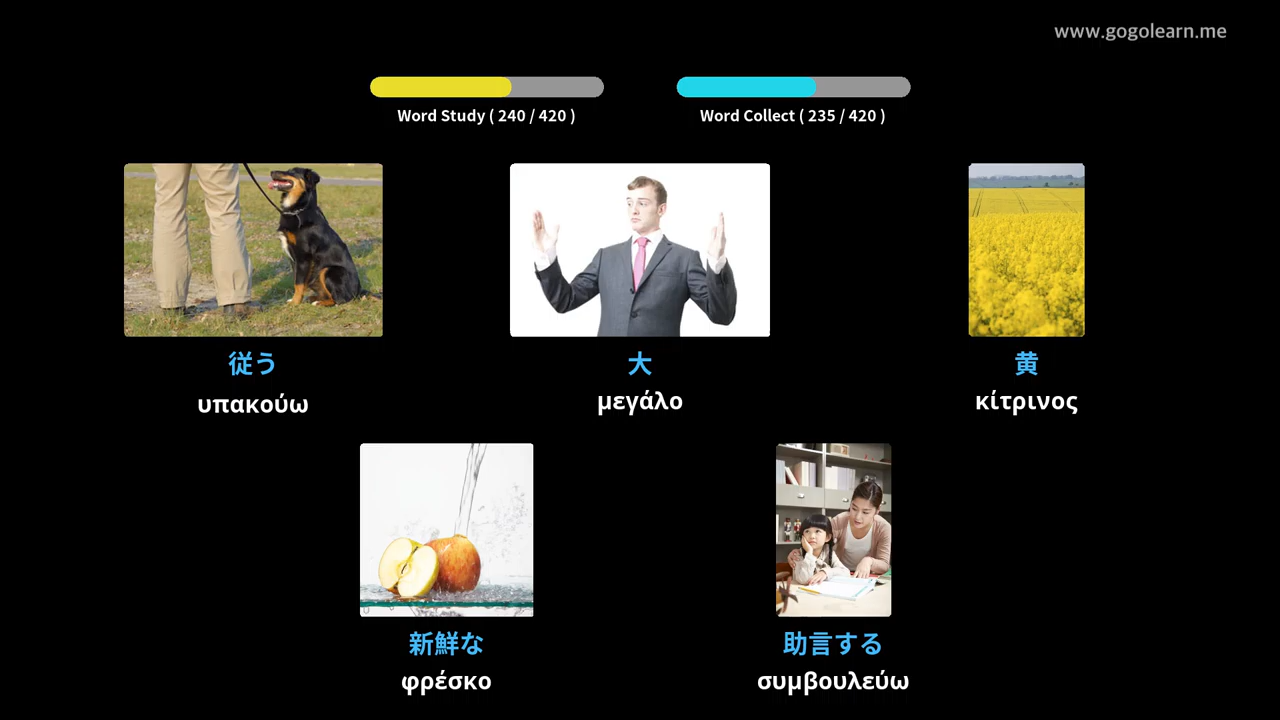 www.gogolearn.me
Word Study ( 240 / 420 )
Word Collect ( 235 / 420 )
従う
υπακούω
大
μεγάλο
黄
κίτρινος
新鮮な
φρέσκο
助言する
συμβουλεύω